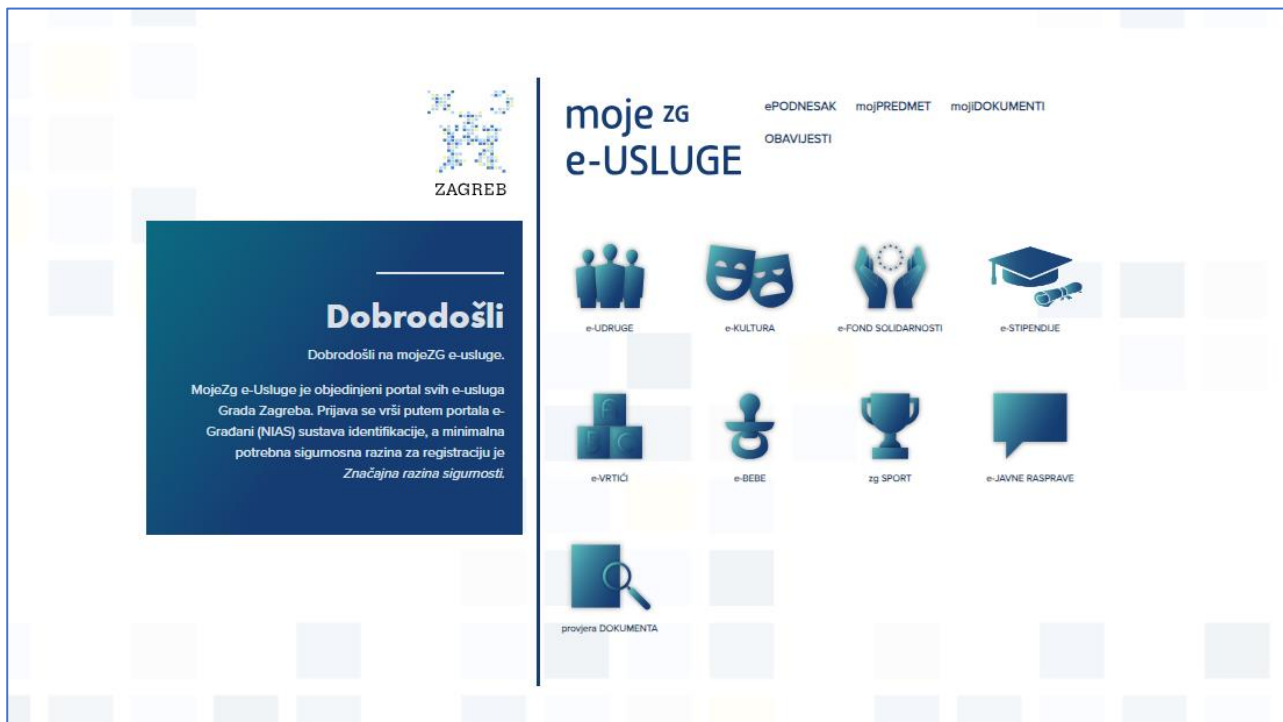 ZAGREB
Dobrodošli
Dobrodošli na mojeZG e-usluge.
MojeZg e-Usluge je objedinjeni portal svih e-usluga
Grada Zagreba. Prijava se vrši putem portala e-
Građani (NIAS) sustava identifikacije, a minimalna
potrebna sigurnosna razina za registraciju je
Značajna razina sigurnosti.
moje ZG
e-USLUGE
ePODNESAK mojPREDMET mojiDOKUMENTI
OBAVIJESTI
e-UDRUGE e-KULTURA e-FOND SOLIDARNOSTI e-STIPENDIJE
F
E C
e-VRTIĆI e-BEBE zg SPORT e-JAVNE RASPRAVE
provjera DOKUMENTA